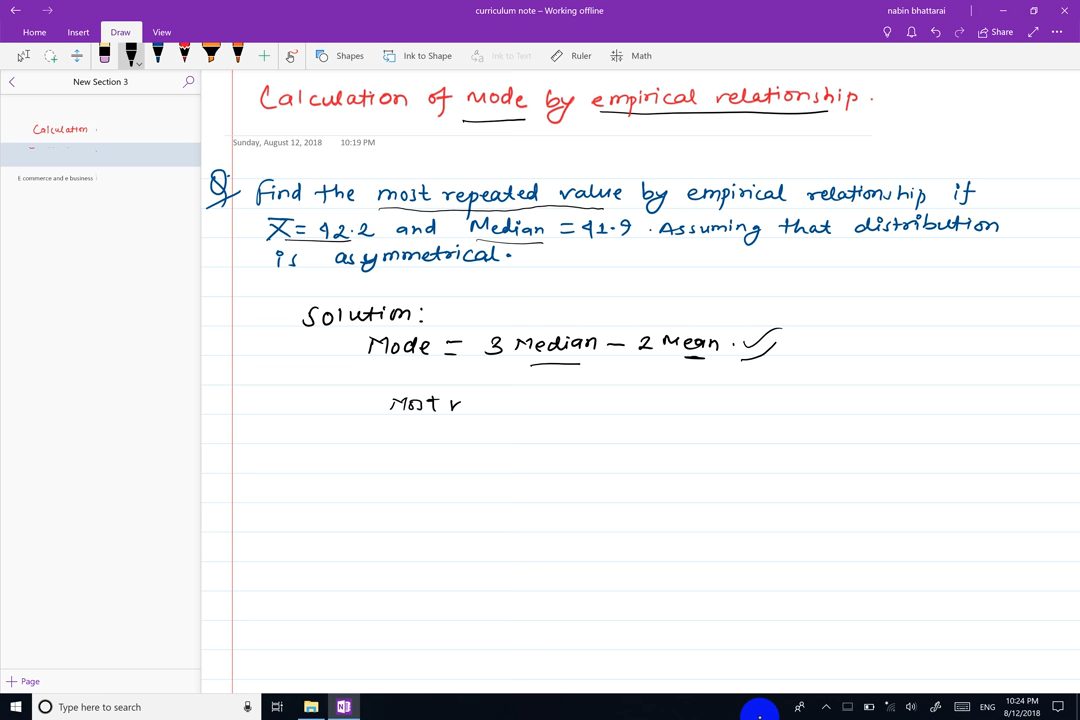 curriculum note – Working offline
nabin bhattarai
Home Insert Draw View
Share
Shapes Ink to Shape Ink to Text Ruler Math
New Section 3
Calculation of Mode by empirical relationship.
Sunday, August 12, 2018 10:19 PM
Calculation
E commerce and e business
Q. Find the most repeated value by empirical relationship if
X̅ = 42.2 and Median = 41.9. Assuming that distribution
is asymmetrical.
Solution:
Mode = 3 Median – 2 Mean.
Most r
Page
Type here to search
ENG
10:24 PM
8/12/2018